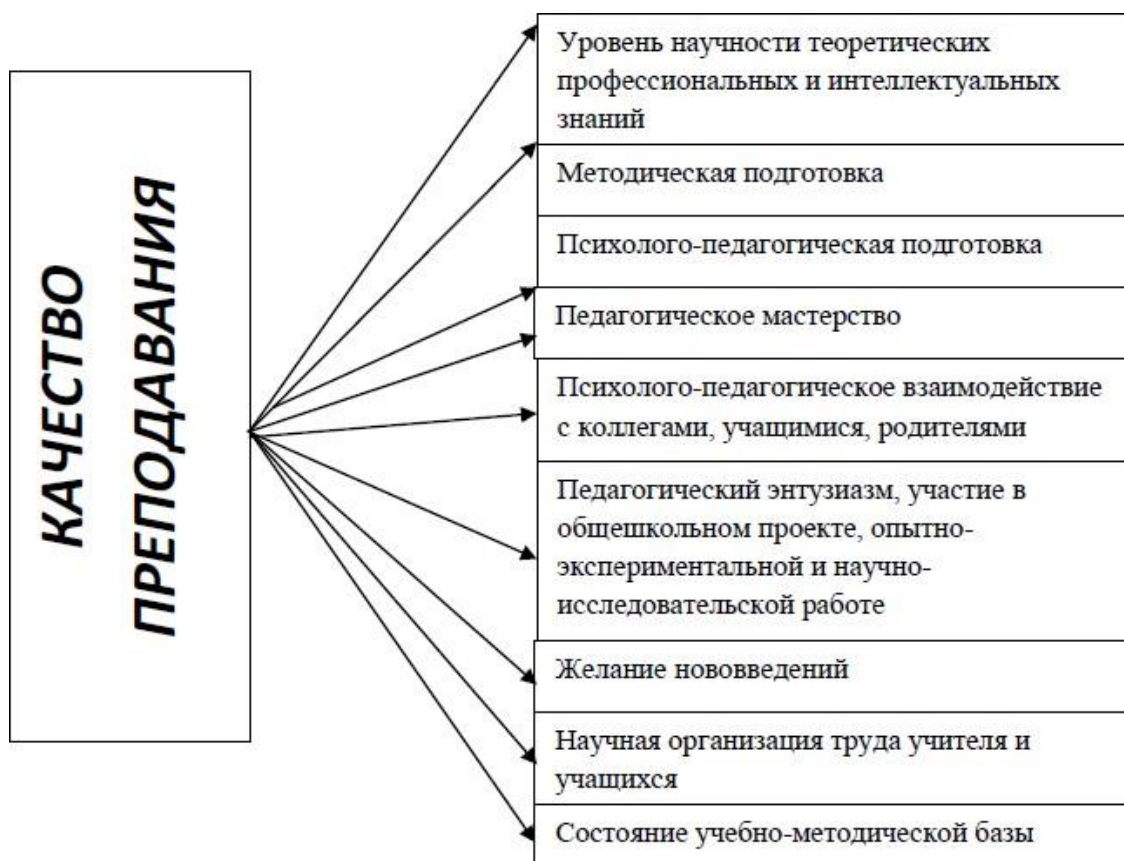 КАЧЕСТВО
ПРЕПОДАВАНИЯ
Уровень научности теоретических
профессиональных и интеллектуальных
знаний
Методическая подготовка
Психолого-педагогическая подготовка
Педагогическое мастерство
Психолого-педагогическое взаимодействие
с коллегами, учащимися, родителями
Педагогический энтузиазм, участие в
общешкольном проекте, опытно-
экспериментальной и научно-
исследовательской работе
Желание нововведений
Научная организация труда учителя и
учащихся
Состояние учебно-методической базы